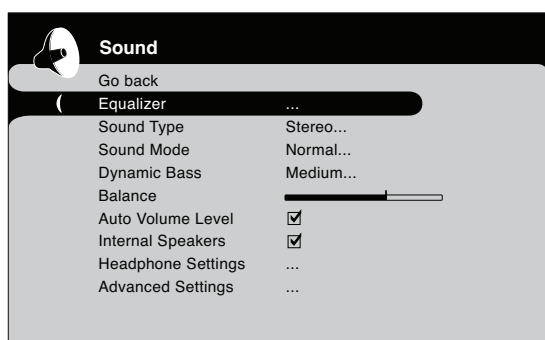 Sound
Go back
Equalizer ...
Sound Type Stereo...
Sound Mode Normal...
Dynamic Bass Medium...
Balance
Auto Volume Level
Internal Speakers
Headphone Settings ...
Advanced Settings ...